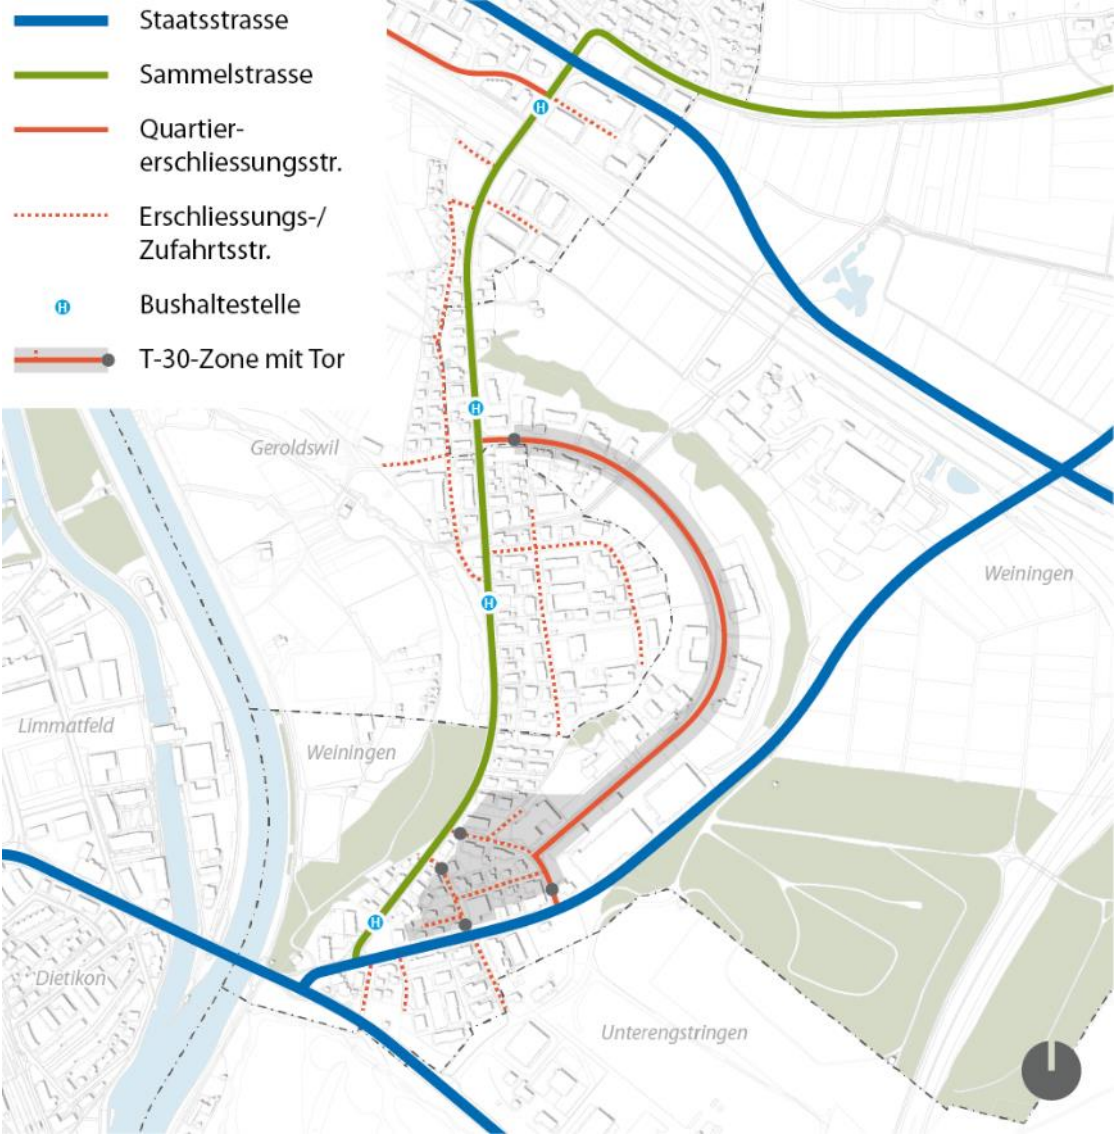 Staatsstrasse
Sammelstrasse
Quartier-
erschliessungsstr.
Erschliessungs-/
Zufahrtsstr.
H
Bushaltestelle
T-30-Zone mit Tor
H
H
Geroldswil
Weiningen
H
Limmatfeld
Weiningen
H
Dietikon
Unterengstringen